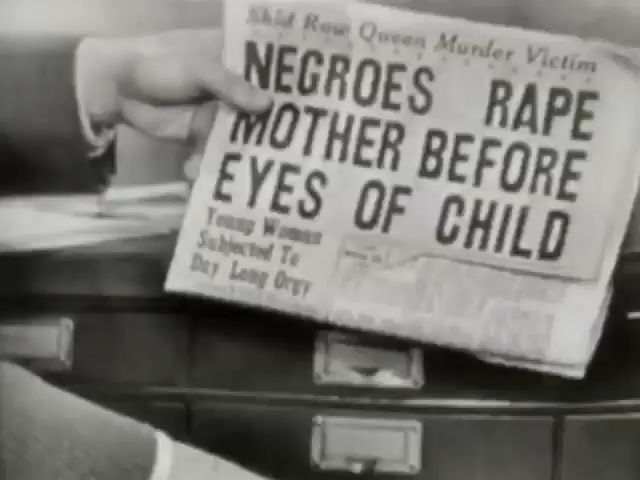 Skid Row Queen Murder Victim
NEGROES RAPE
MOTHER BEFORE
EYES OF CHILD
Young Woman
Subjected To
Day Long Orgy